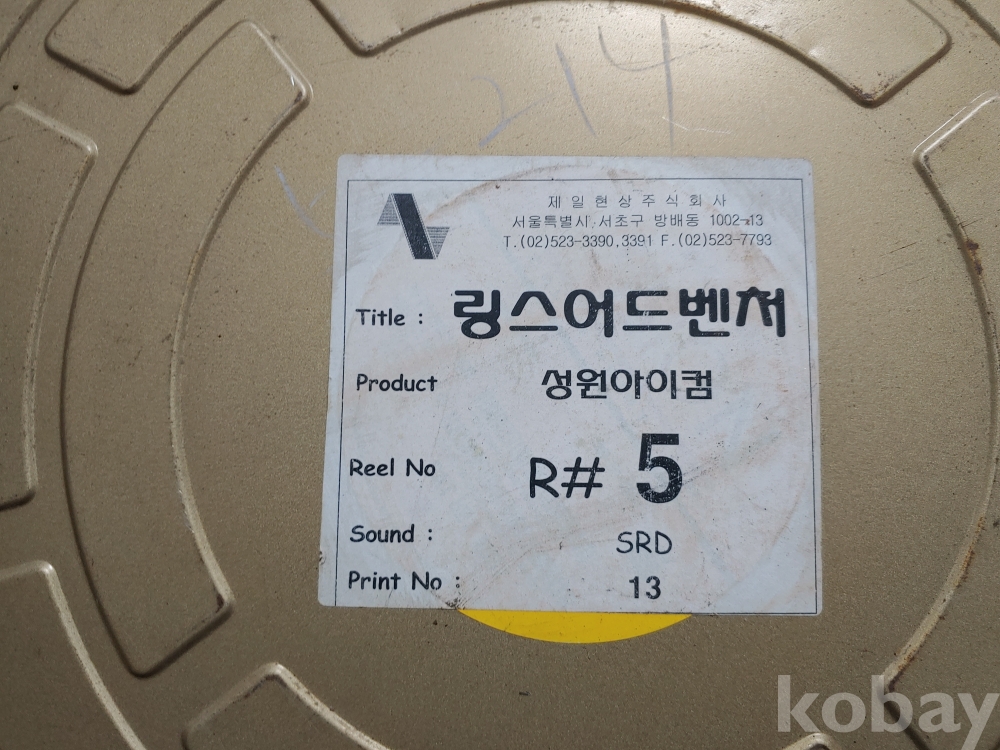 214
제일현상주식회사
서울특별시 서초구 방배동 1002-13
T.(02)523-3390,3391 F.(02)523-7793
Title : 링스어드벤처
Product 성원아이컴
Reel No R# 5
Sound : SRD
Print No : 13
kobay